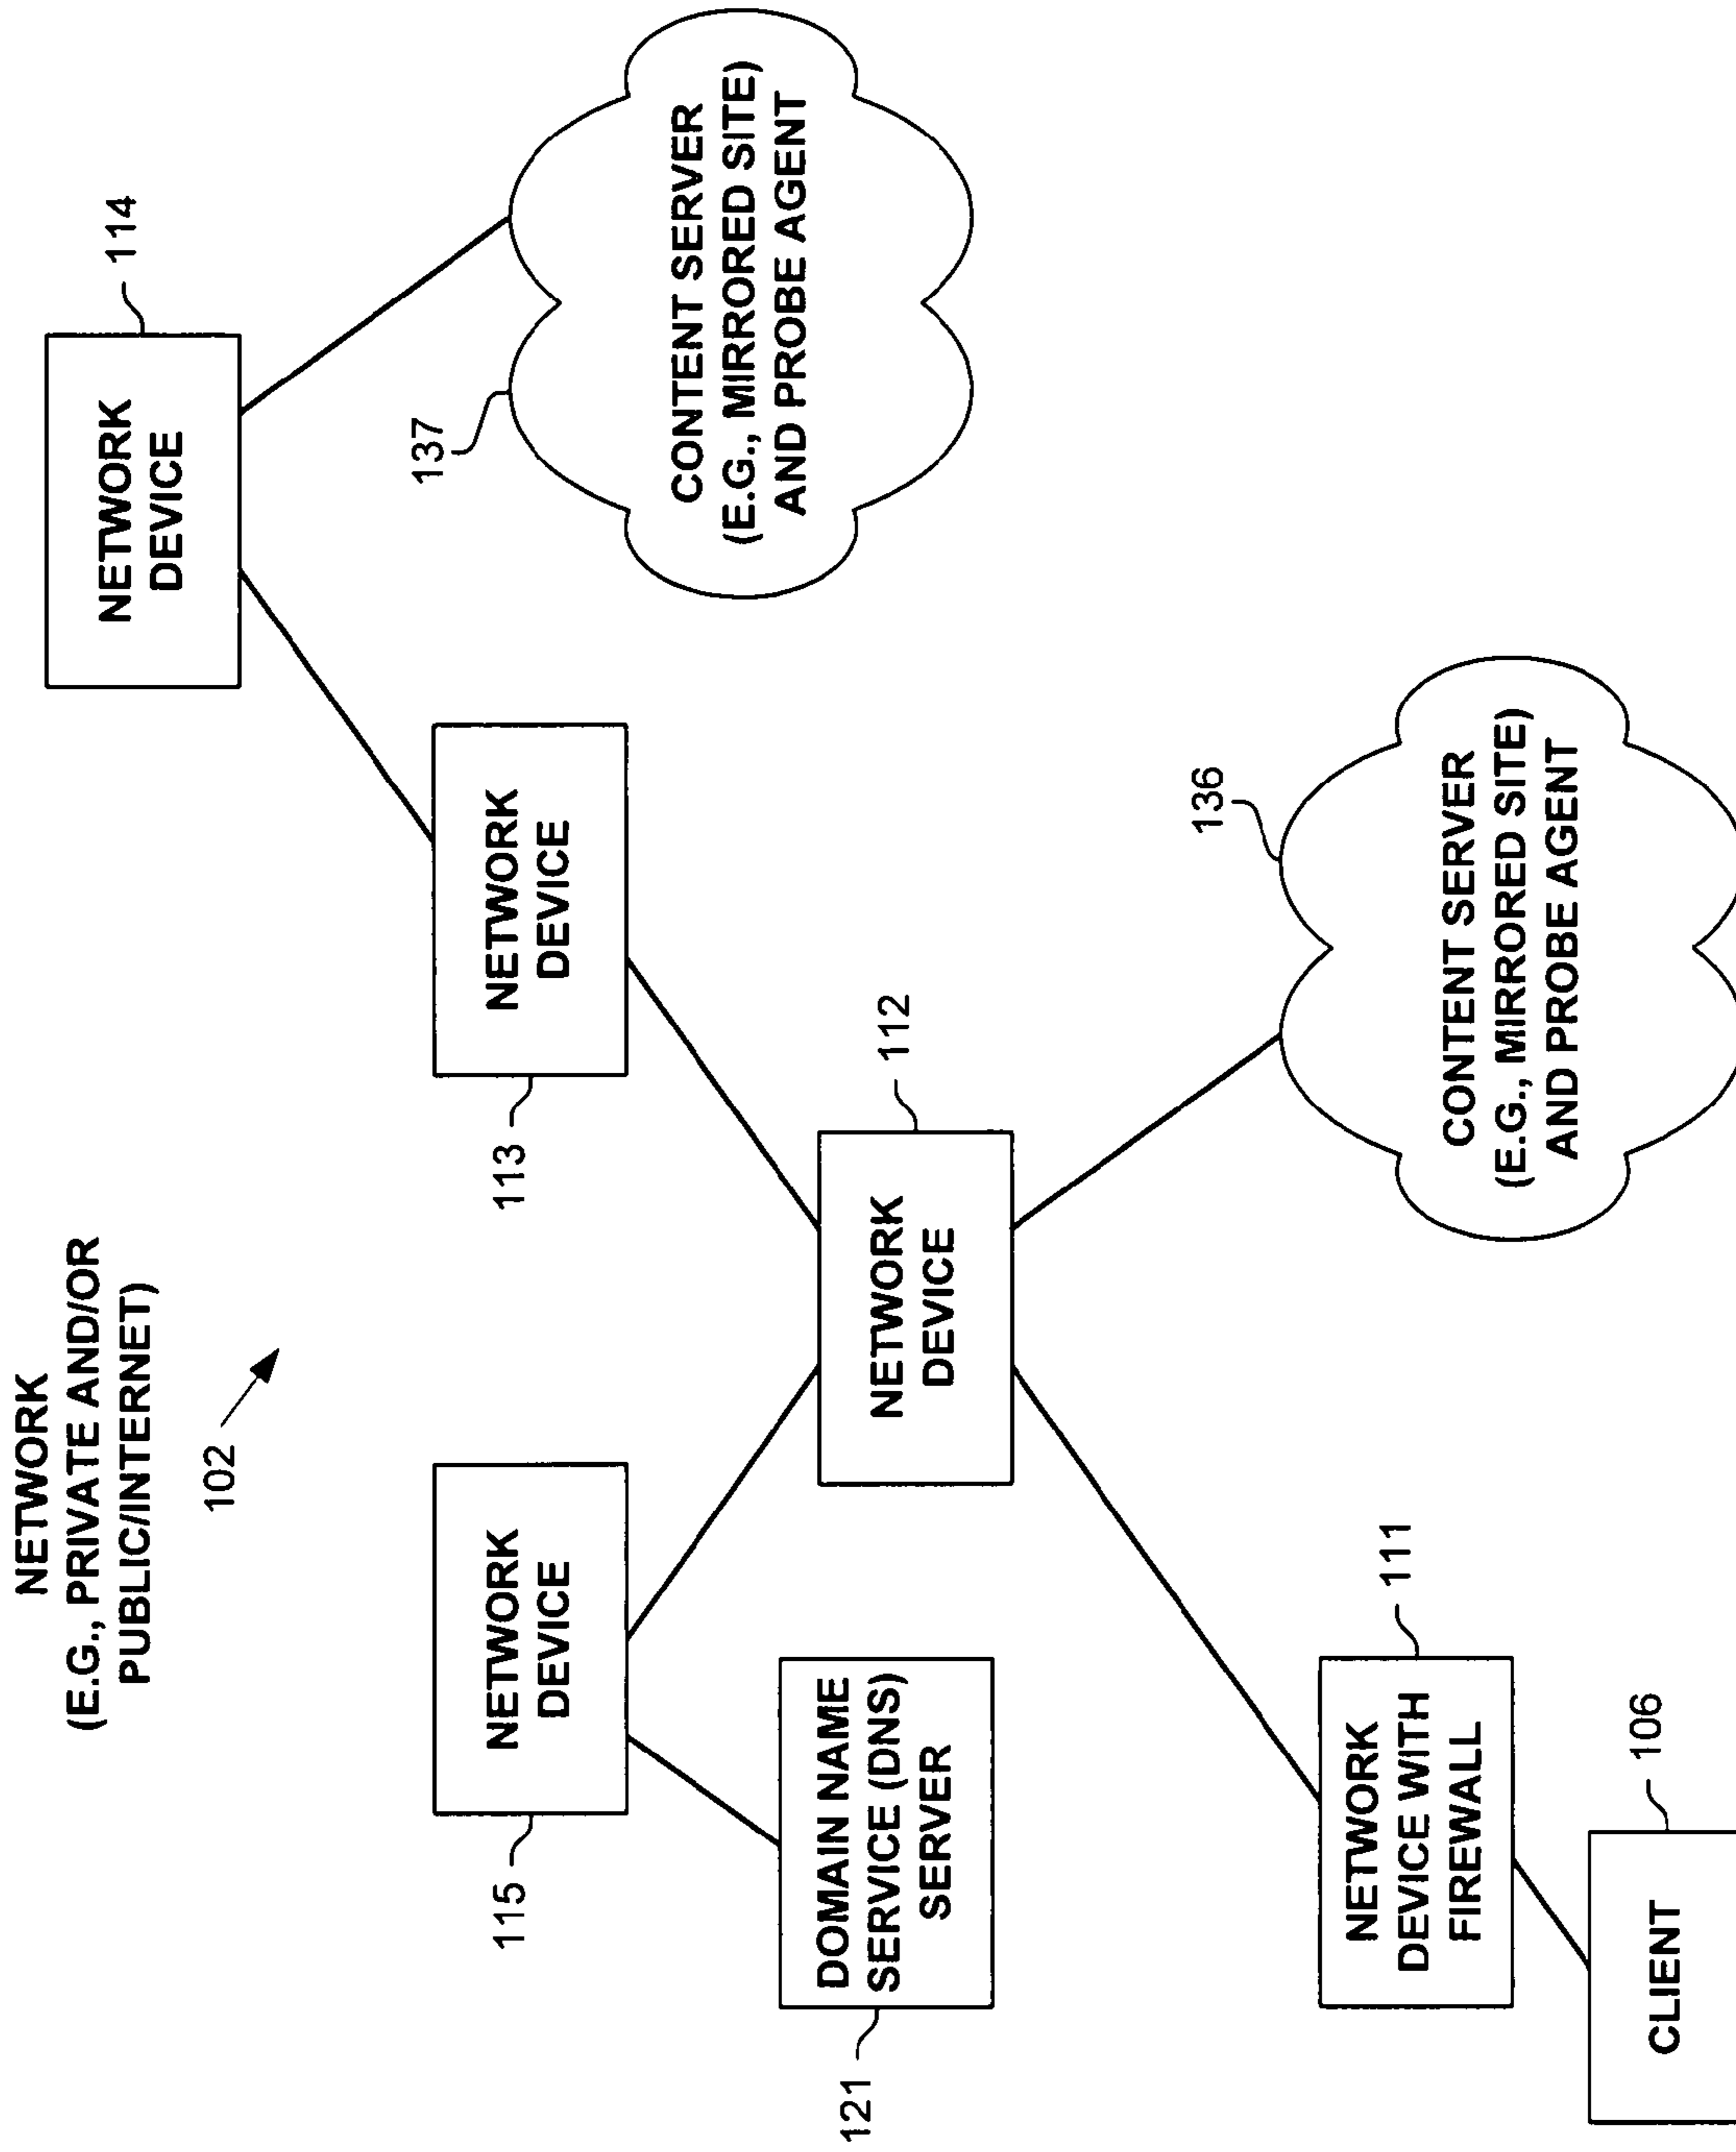 NETWORK
(E.G., PRIVATE AND/OR
PUBLIC/INTERNET)
102
NETWORK
DEVICE
114
NETWORK
DEVICE
113
NETWORK
DEVICE
115
137
CONTENT SERVER
(E.G., MIRRORED SITE)
AND PROBE AGENT
DOMAIN NAME
SERVICE (DNS)
SERVER
121
NETWORK
DEVICE
112
NETWORK
DEVICE WITH
FIREWALL
111
136
CONTENT SERVER
(E.G., MIRRORED SITE)
AND PROBE AGENT
CLIENT
106